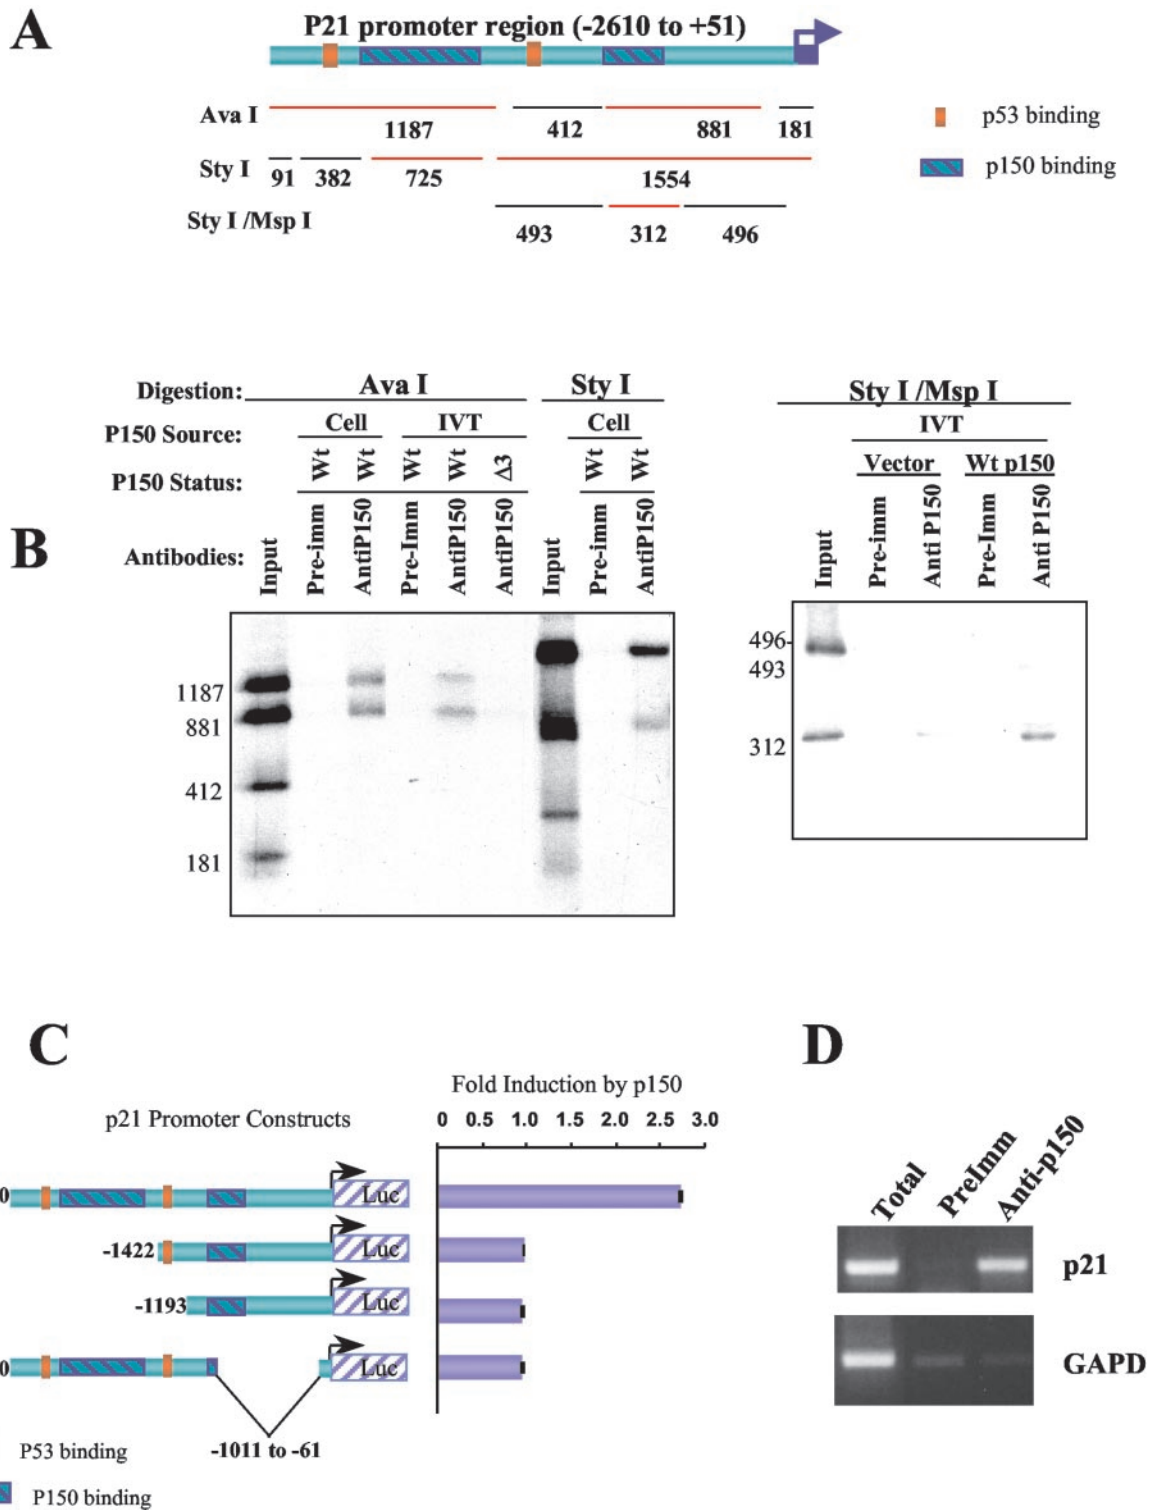 A
P21 promoter region (-2610 to +51)
Ava I
1187
412
881
181
p53 binding
Sty I
91
382
725
1554
p150 binding
Sty I /Msp I
493
312
496
B
Digestion:
Ava I
Sty I
P150 Source:
Cell
IVT
Cell
P150 Status:
Wt
Wt
Wt
Wt
Δ3
Wt
Wt
Antibodies:
Input
Pre-imm
AntiP150
Pre-Imm
AntiP150
AntiP150
Input
Pre-imm
AntiP150
1187
881
412
181
Sty I /Msp I
IVT
Vector
Wt p150
Input
Pre-imm
Anti P150
Pre-Imm
Anti P150
496-
493
312
C
p21 Promoter Constructs
Fold Induction by p150
0 0.5 1.0 1.5 2.0 2.5 3.0
0
Luc
-1422
Luc
-1193
Luc
0
Luc
-1011 to -61
P53 binding
P150 binding
D
Total
PreImm
Anti-p150
p21
GAPD